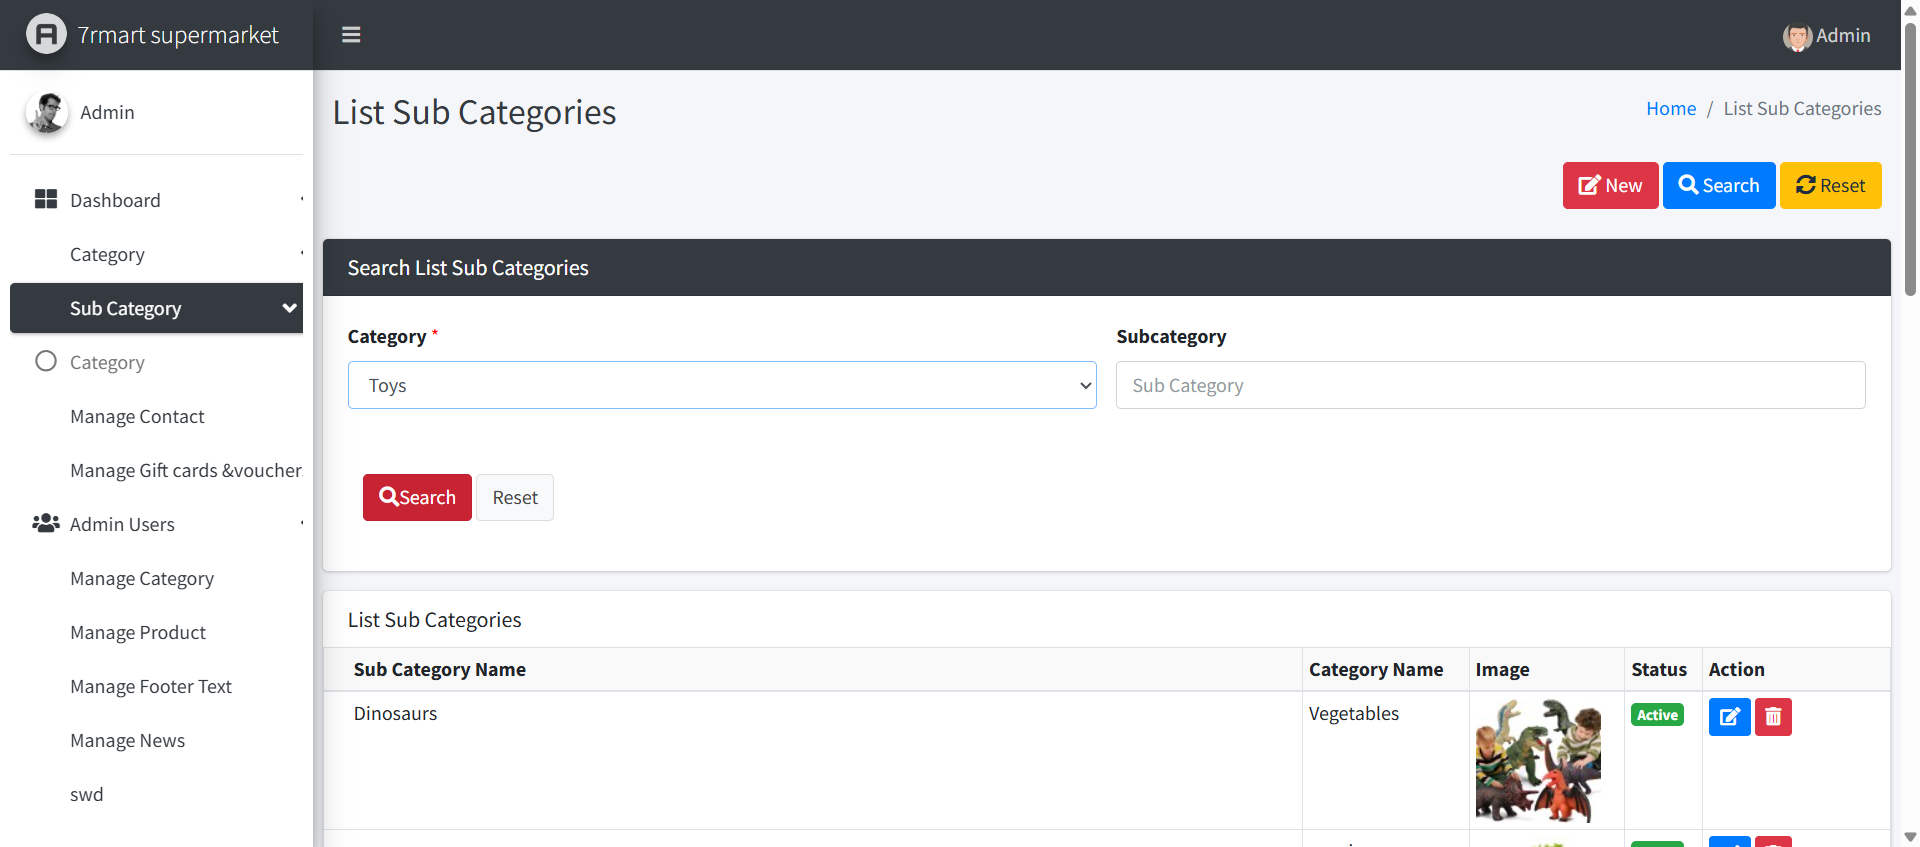 7rmart supermarket
Admin
Admin
List Sub Categories
Home / List Sub Categories
New
Search
Reset
Dashboard
Category
Sub Category
Category
Manage Contact
Manage Gift cards &voucher
Admin Users
Manage Category
Manage Product
Manage Footer Text
Manage News
swd
Search List Sub Categories
Category *
Subcategory
Toys
Sub Category
Search
Reset
List Sub Categories
Sub Category Name Category Name Image Status Action
Dinosaurs Vegetables Active